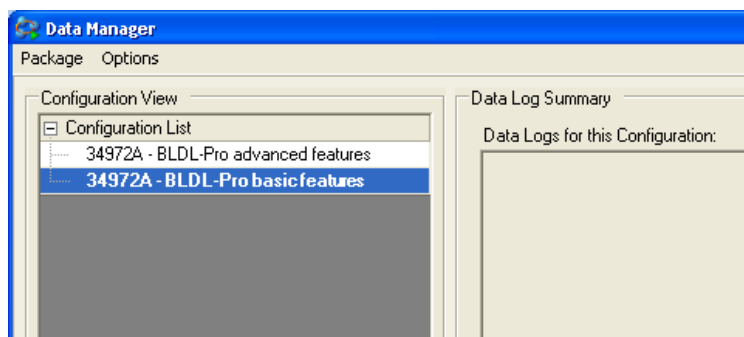 Data Manager
Package Options
Configuration View
Configuration List
34972A - BLDL-Pro advanced features
34972A - BLDL-Pro basic features
Data Log Summary
Data Logs for this Configuration: